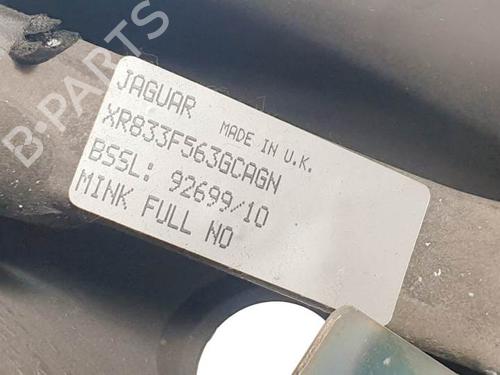 JAGUAR MADE IN U.K.
XR833F563GCAGN
BSSL: 92699/10
MINK FULL NO
B-PARTS